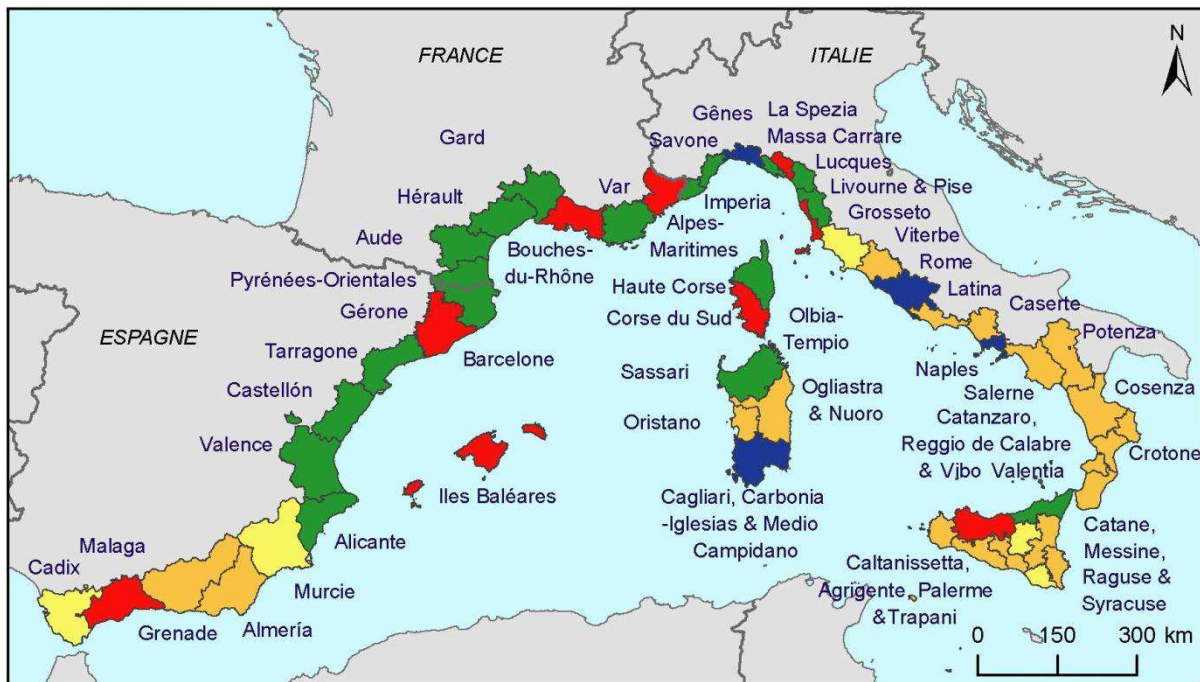 N
FRANCE
ITALIE
ESPAGNE
Gard
Hérault
Aude
Pyrénées-Orientales
Gérone
Tarragone
Castellón
Valence
Barcelone
Iles Baléares
Alicante
Murcie
Almería
Grenade
Malaga
Cadix
Bouches-
du-Rhône
Var
Alpes-
Maritimes
Imperia
Savone
Gênes
La Spezia
Massa Carrare
Lucques
Livourne & Pise
Grosseto
Viterbe
Rome
Latina
Caserte
Potenza
Naples
Salerne
Cosenza
Catanzaro,
Reggio de Calabre
& Vibo Valentia
Crotone
Haute Corse
Corse du Sud
Olbia-
Tempio
Sassari
Ogliastra
& Nuoro
Oristano
Cagliari, Carbonia
-Iglesias & Medio
Campidano
Caltanissetta,
Agrigente, Palerme
&Trapani
Catane,
Messine,
Raguse &
Syracuse
0 150 300 km